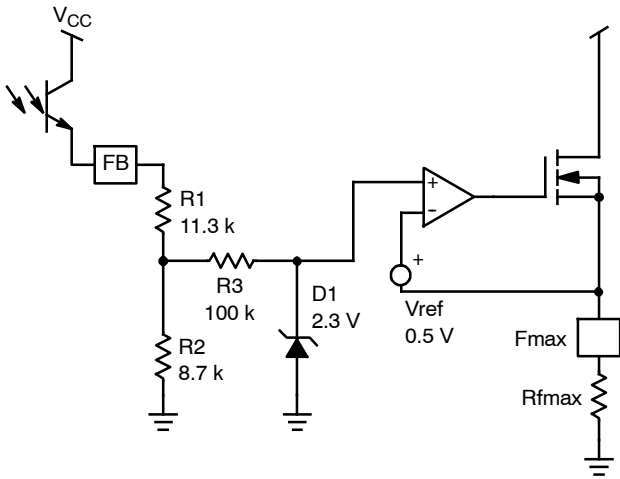 VCC
FB
R1
11.3 k
R3
100 k
D1
2.3 V
R2
8.7 k
+
-
+
Vref
0.5 V
Fmax
Rfmax